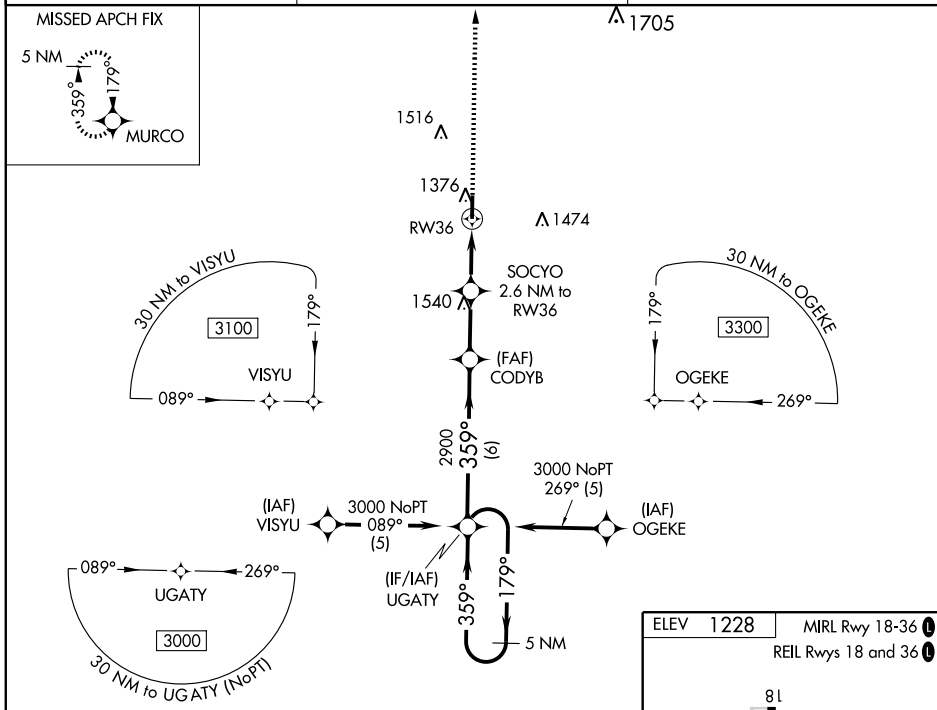 MISSED APCH FIX
5 NM
359°
179°
MURCO
1705
1516
1376
RW36
1474
SOCYO
2.6 NM to
RW36
1540
(FAF)
CODYB
30 NM to VISYU
3100
179°
VISYU
089°
30 NM to OGEKE
179°
3300
OGEKE
269°
2900
359°
(6)
(IAF)
VISYU
3000 NoPT
089°
(5)
3000 NoPT
269° (5)
(IAF)
OGEKE
(IF/IAF)
UGATY
359°
179°
5 NM
089°
269°
UGATY
3000
30 NM to UGATY (NoPT)
ELEV 1228
MIRL Rwy 18-36 L
REIL Rwys 18 and 36 L
18